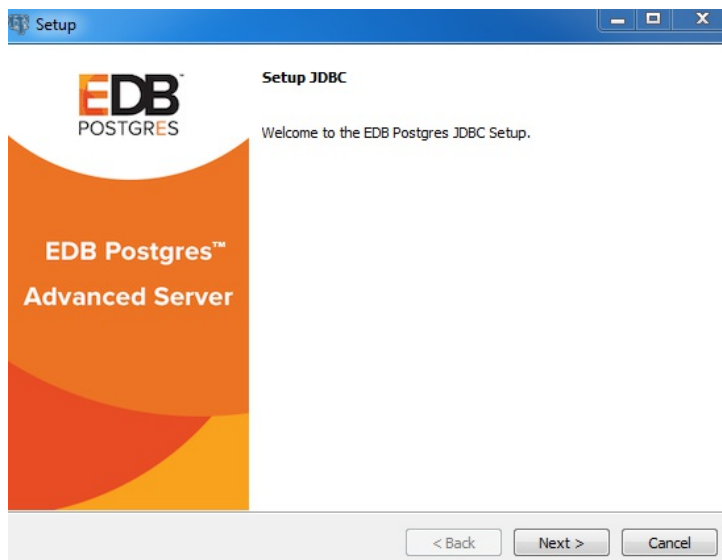 Setup
EDB
POSTGRES
Setup JDBC
Welcome to the EDB Postgres JDBC Setup.
EDB Postgres™
Advanced Server
< Back
Next >
Cancel